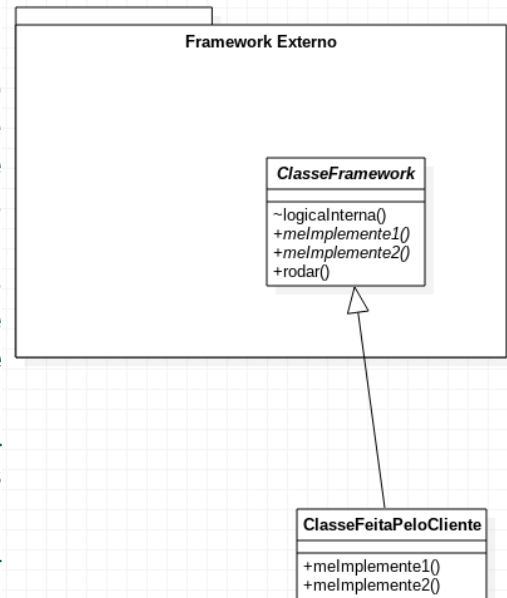 Framework Externo
ClasseFramework
~logicaInterna()
+meImplemente1()
+meImplemente2()
+rodar()
ClasseFeitaPeloCliente
+meImplemente1()
+meImplemente2()